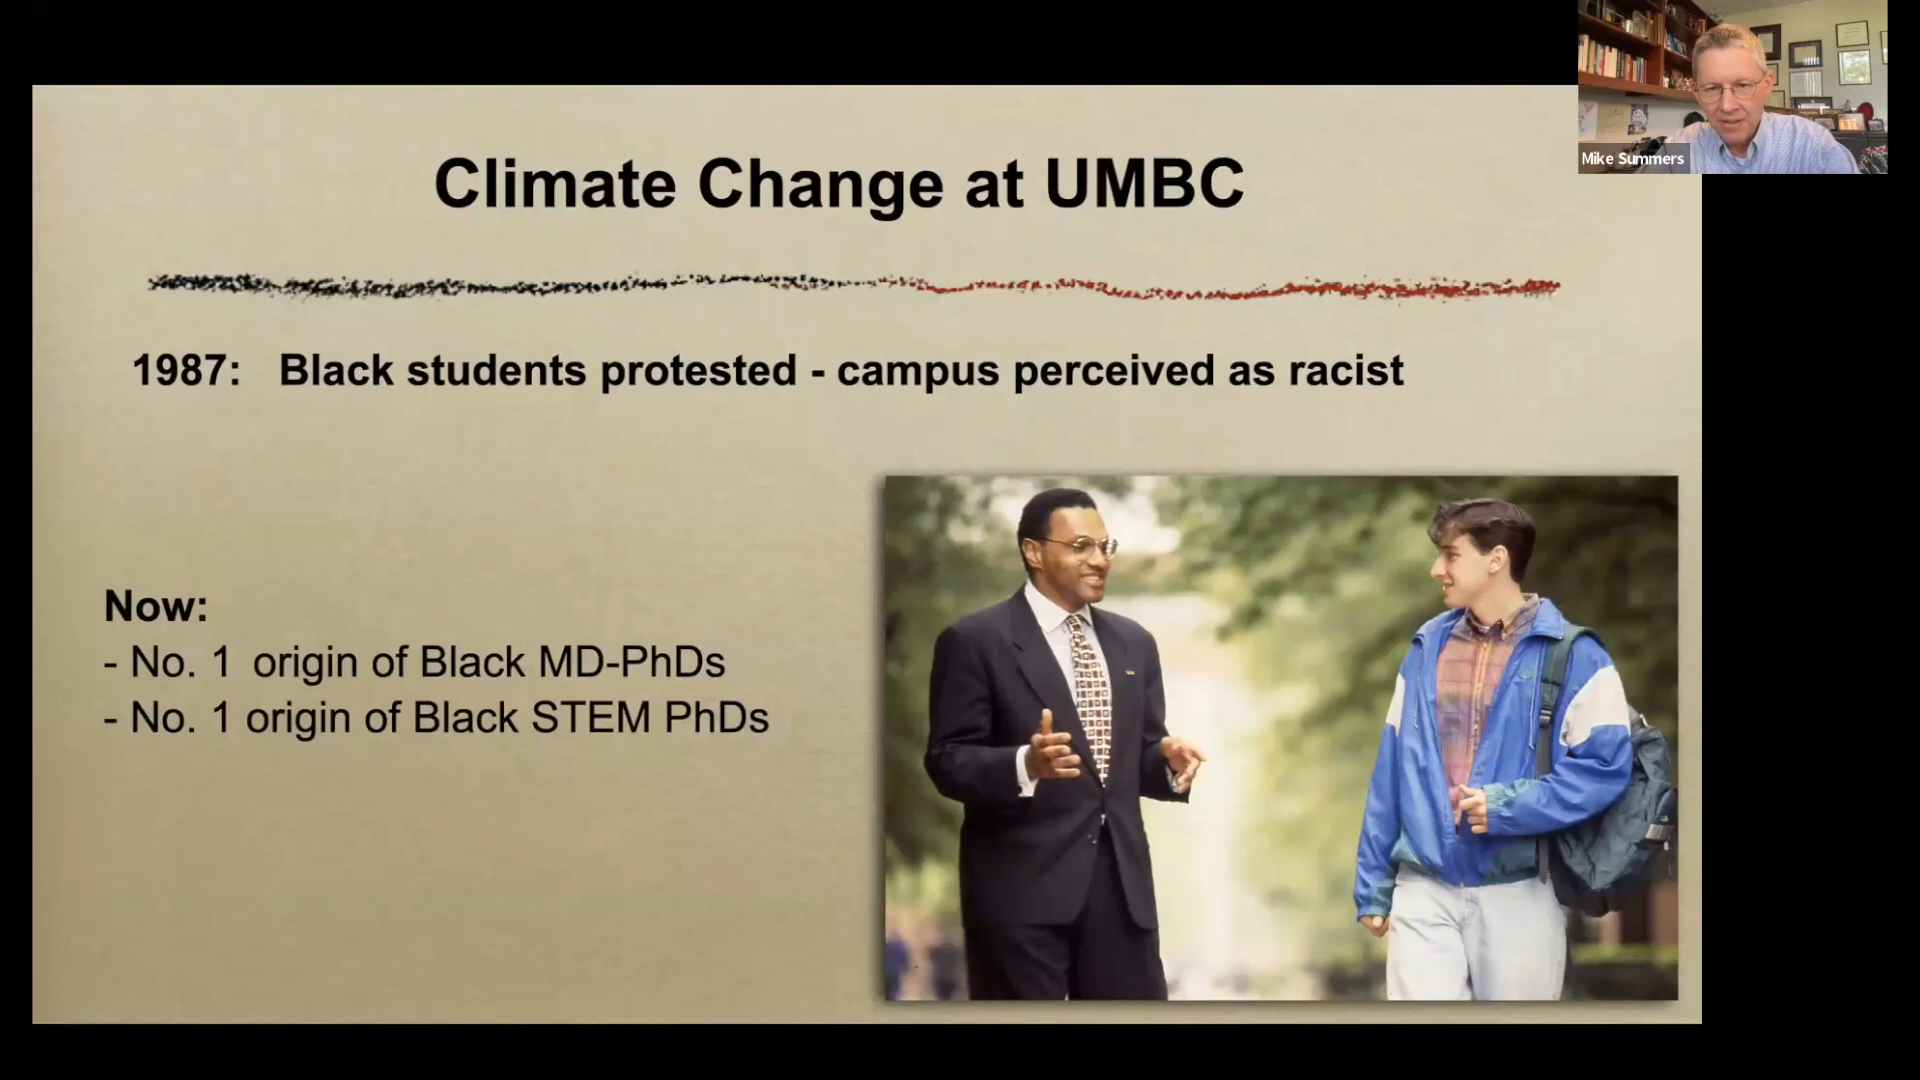 Mike Summers
Climate Change at UMBC
1987: Black students protested - campus perceived as racist
Now:
- No. 1 origin of Black MD-PhDs
- No. 1 origin of Black STEM PhDs